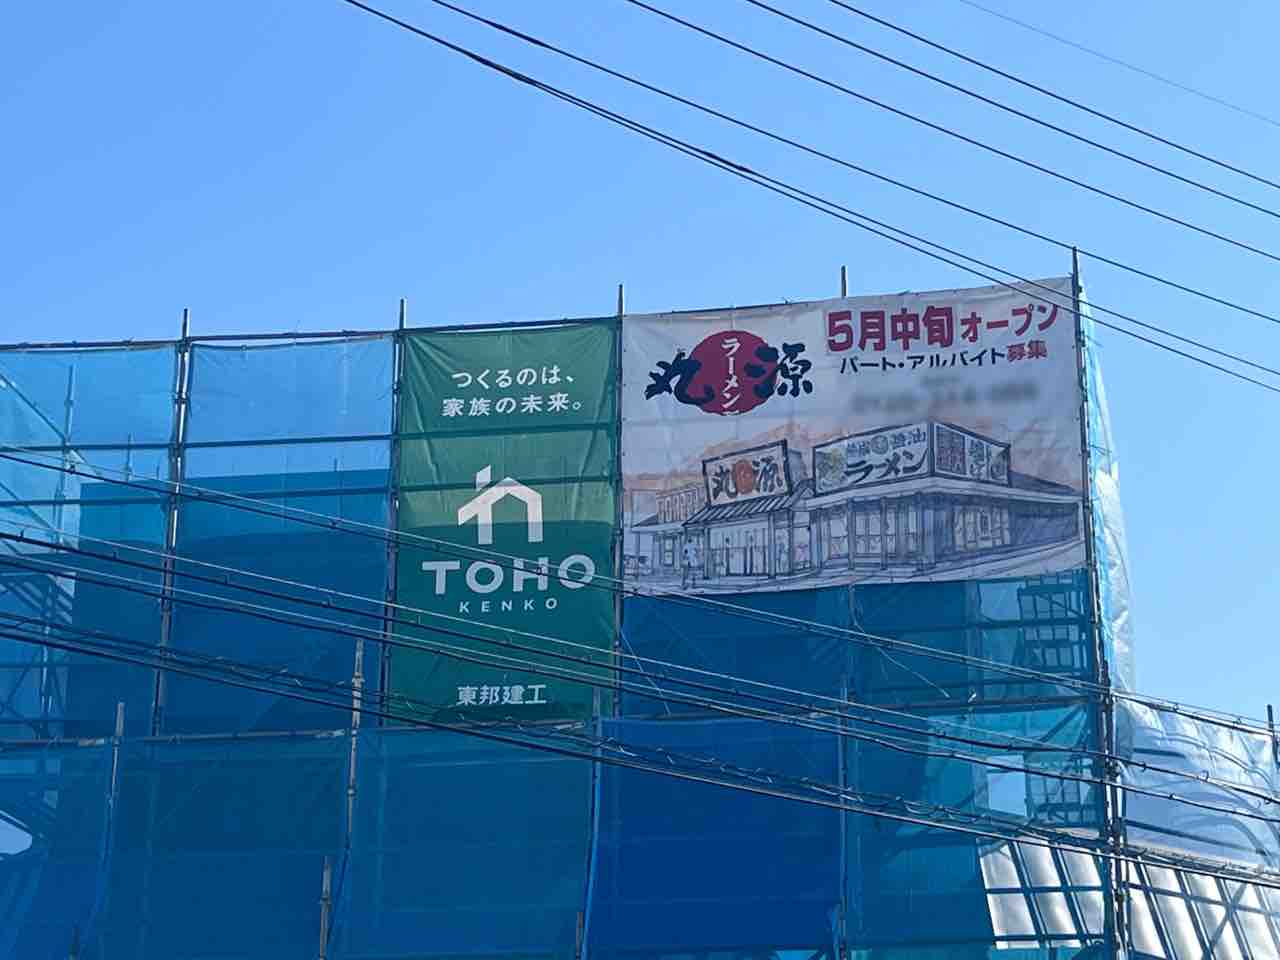 つくるのは、
家族の未来。
TOHO
KENKO
東邦建工
丸源
ラーメン
5月中旬オープン
パート・アルバイト募集
丸源
醤油
ラーメン